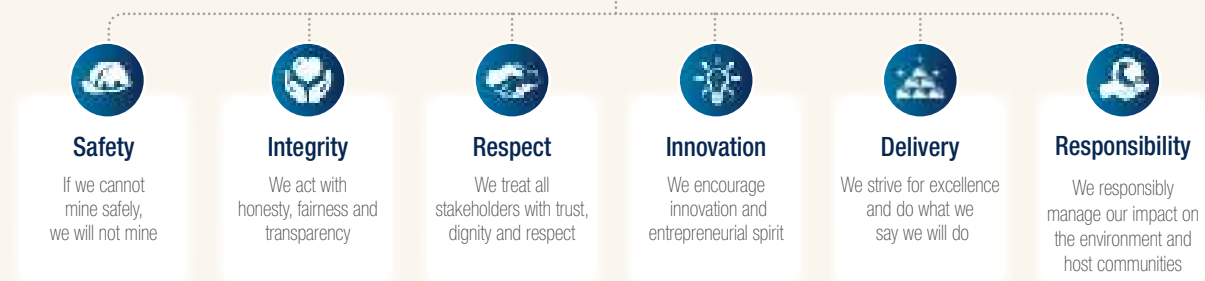 Safety
If we cannot
mine safely,
we will not mine
Integrity
We act with
honesty, fairness and
transparency
Respect
We treat all
stakeholders with trust,
dignity and respect
Innovation
We encourage
innovation and
entrepreneurial spirit
Delivery
We strive for excellence
and do what we
say we will do
Responsibility
We responsibly
manage our impact on
the environment and
host communities